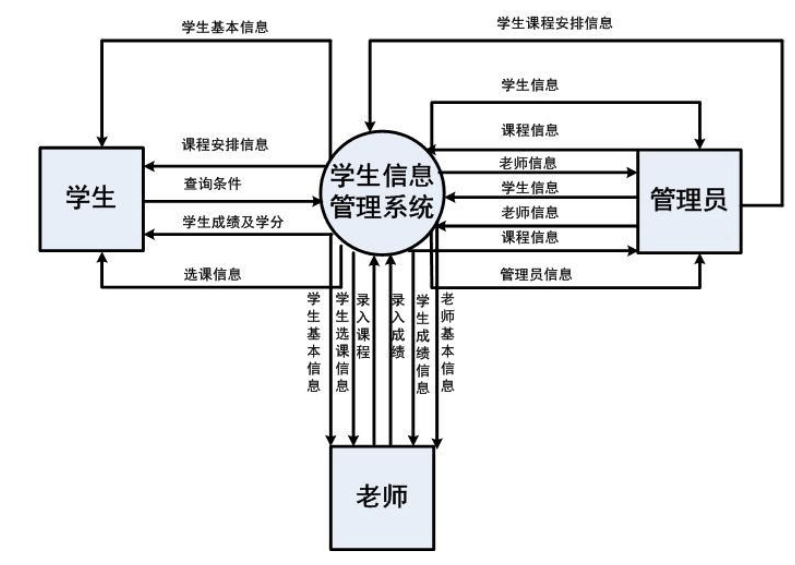 学生基本信息
学生课程安排信息
学生信息
课程信息
课程安排信息
老师信息
查询条件
学生信息
学生
学生信息
管理系统
管理员
老师信息
学生成绩及学分
课程信息
选课信息
管理员信息
学生基本信息
学生选课信息
录入课程
录入成绩
学生成绩信息
老师基本信息
老师